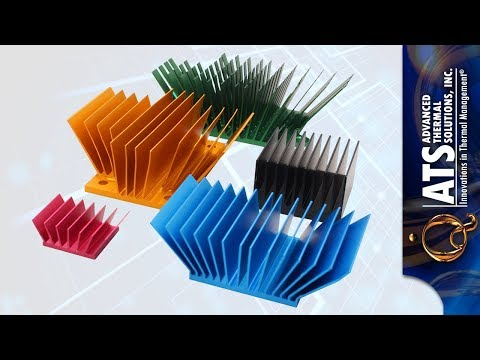 ATS
ADVANCED
THERMAL
SOLUTIONS, INC.
Innovations in Thermal Management®